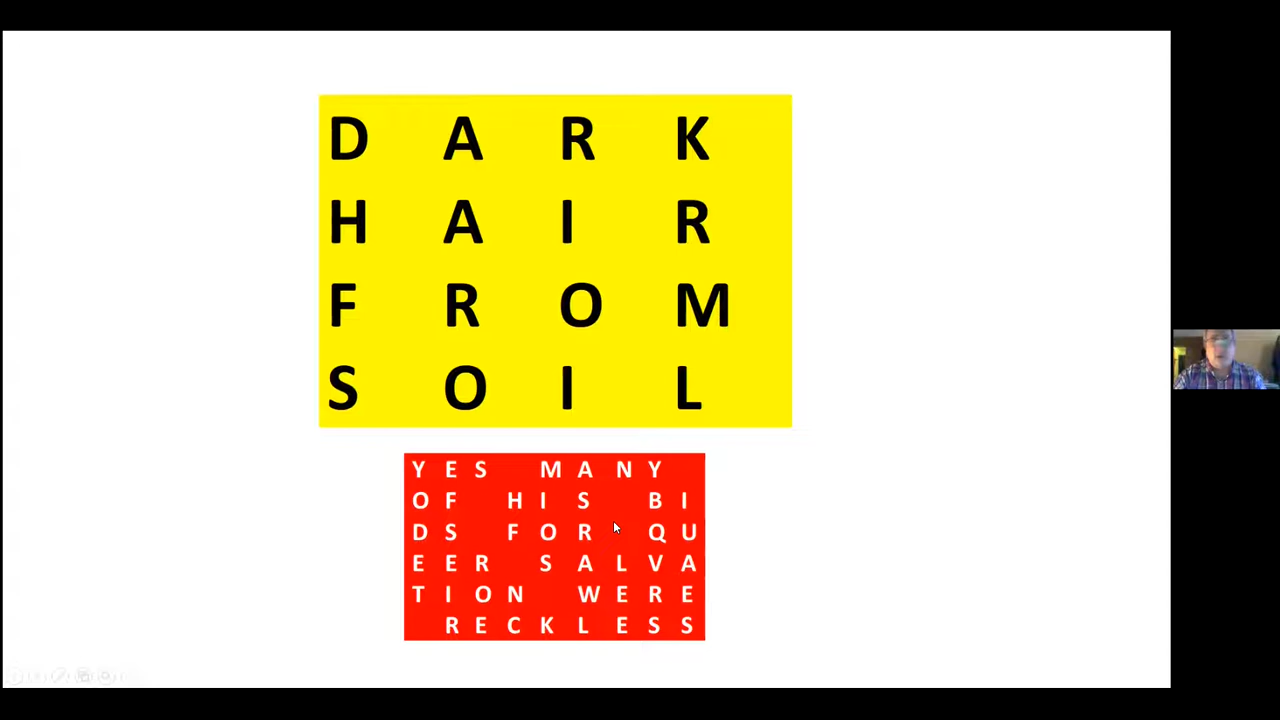 D A R K
H A I R
F R O M
S O I L
Y E S  M A N Y
O F  H I S  B I
D S  F O R  Q U
E E R  S A L V A
T I O N  W E R E
R E C K L E S S